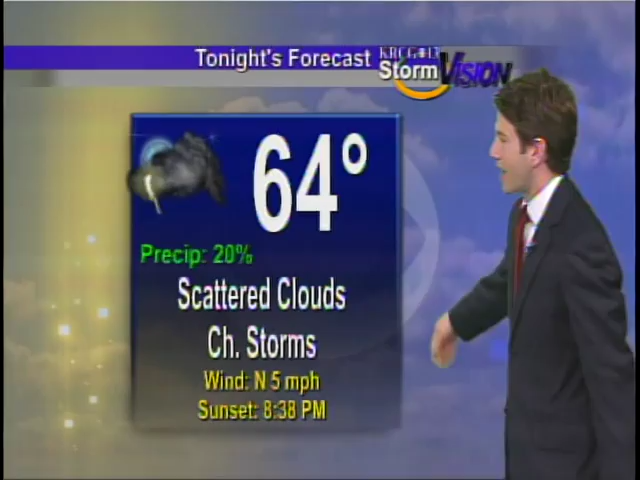 Tonight's Forecast
KRCG 13
Storm VISION
64°
Precip: 20%
Scattered Clouds
Ch. Storms
Wind: N 5 mph
Sunset: 8:38 PM